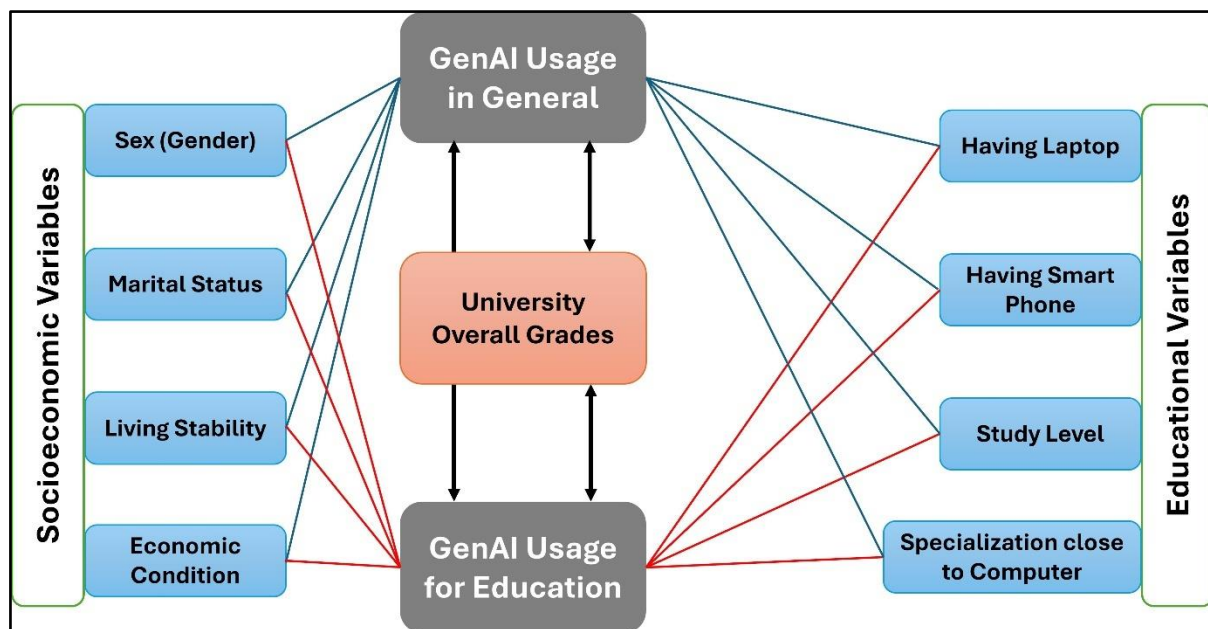 GenAI Usage
in General
Socioeconomic Variables
Sex (Gender)
Marital Status
Living Stability
Economic
Condition
University
Overall Grades
GenAI Usage
for Education
Having Laptop
Having Smart
Phone
Study Level
Specialization close
to Computer
Educational Variables